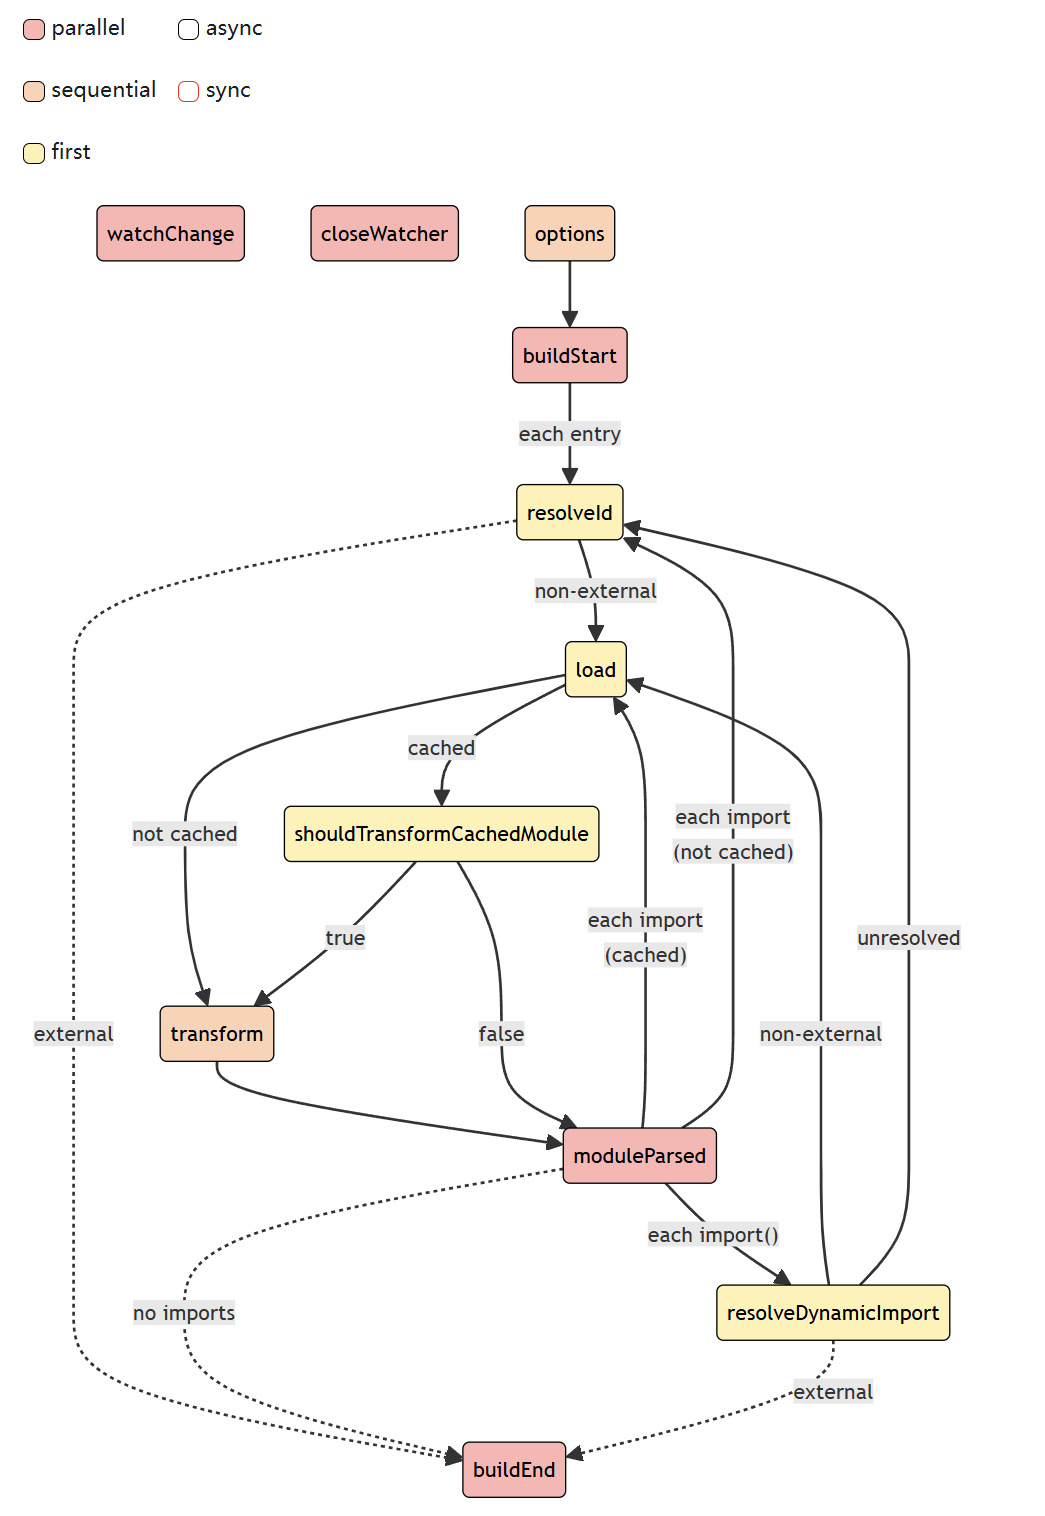 parallel
async
sequential
sync
first
watchChange
closeWatcher
options
buildStart
each entry
resolveId
non-external
load
cached
not cached
shouldTransformCachedModule
each import
(not cached)
each import
(cached)
true
unresolved
external
transform
false
non-external
moduleParsed
each import()
no imports
resolveDynamicImport
external
buildEnd